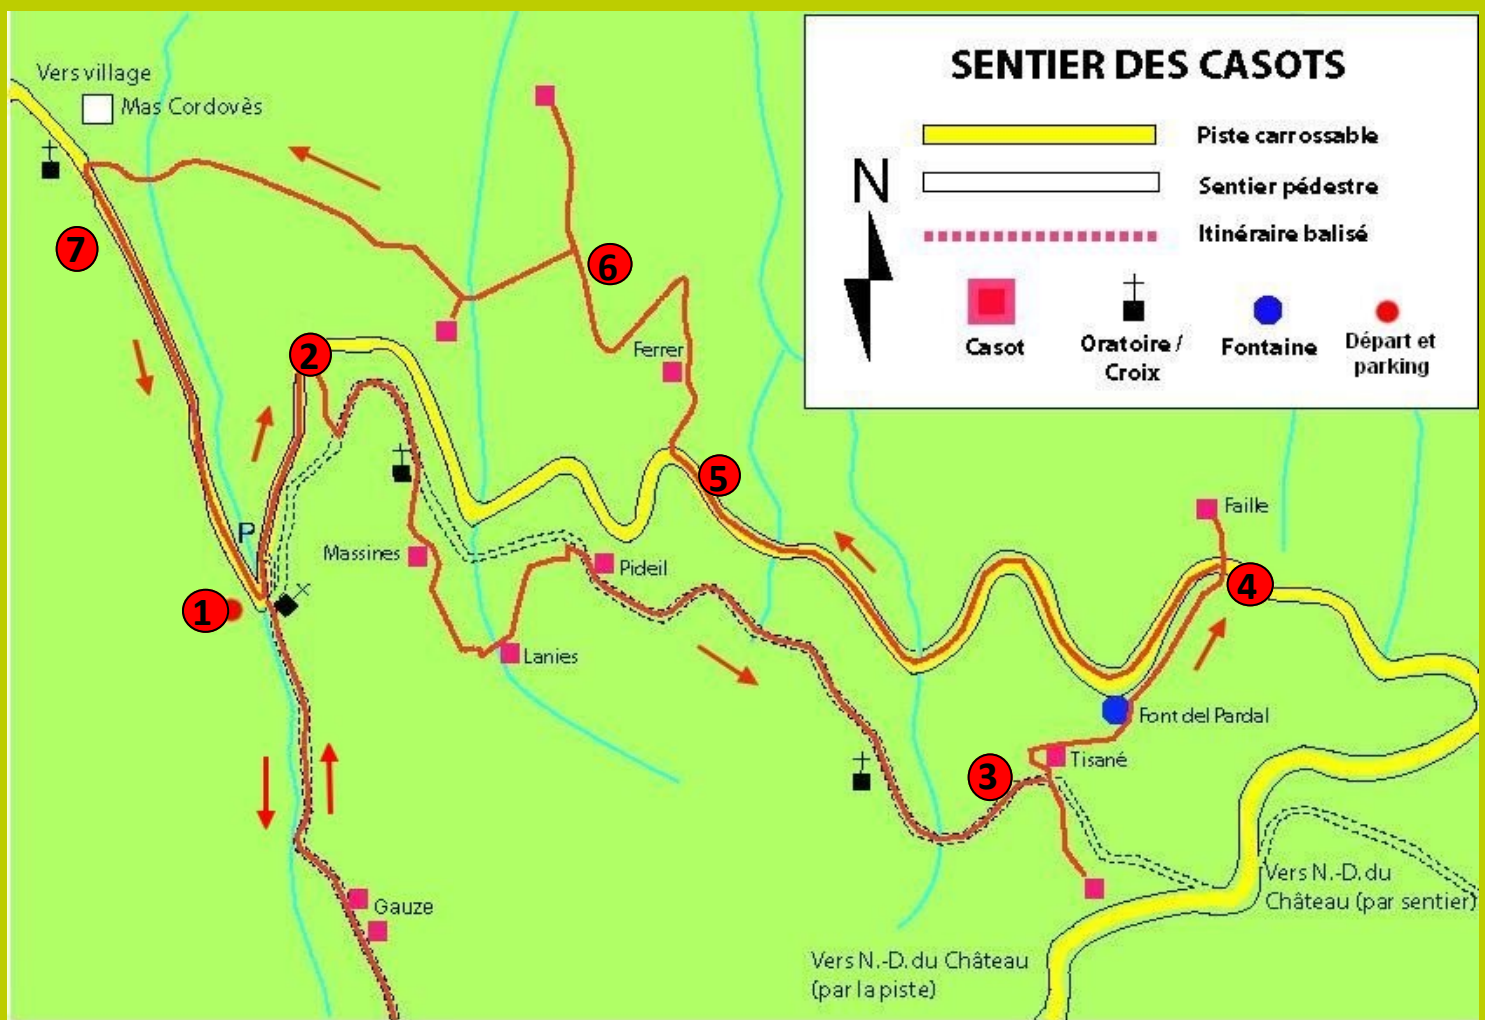 Vers village
Mas Cordovès
SENTIER DES CASOTS
Piste carrossable
Sentier pédestre
Itinéraire balisé
N
Casot
Oratoire /
Croix
Fontaine
Départ et
parking
7
6
2
Ferrer
5
P
Massines
Pideil
Faille
1
4
Lanies
Font del Pardal
3
Tisané
Gauze
Vers N.-D. du
Château (par sentier)
Vers N.-D. du Château
(par la piste)